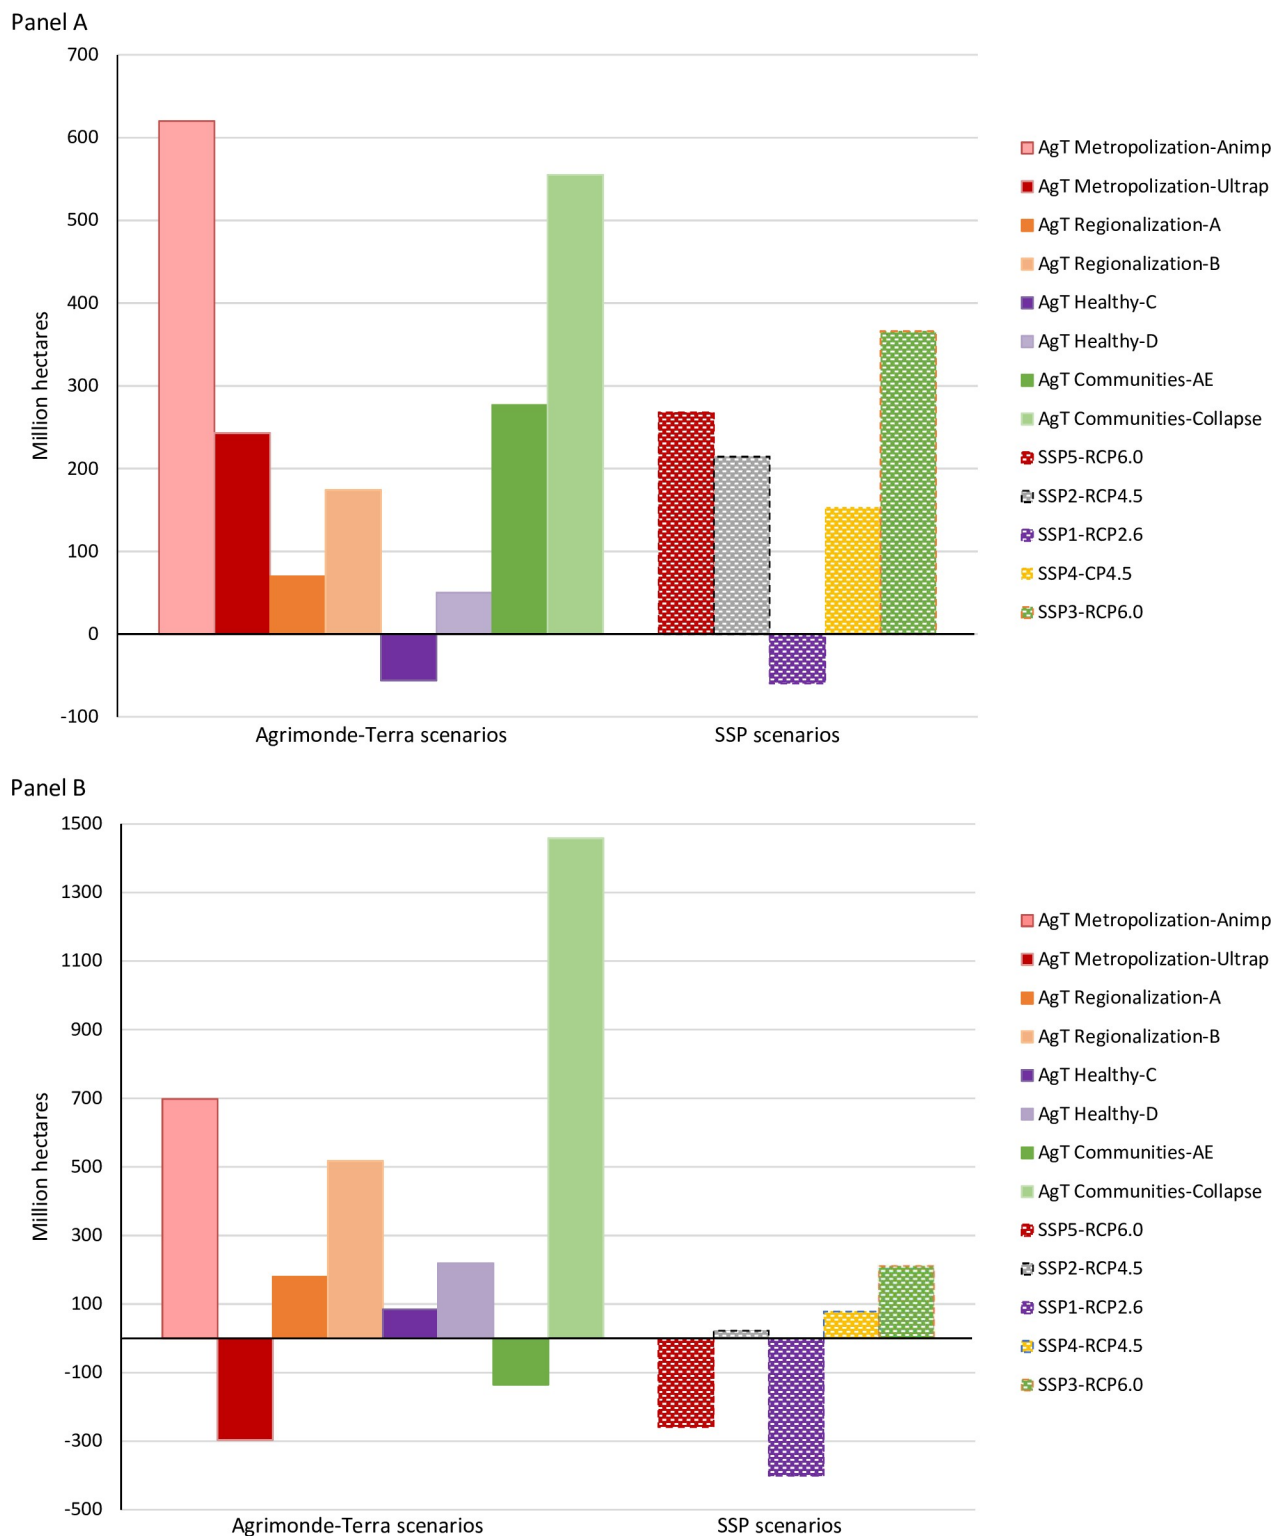 Panel A
700
600
500
400
300
200
100
0
-100
Million hectares
Agrimonde-Terra scenarios
SSP scenarios
AgT Metropolization-Animp
AgT Metropolization-Ultrap
AgT Regionalization-A
AgT Regionalization-B
AgT Healthy-C
AgT Healthy-D
AgT Communities-AE
AgT Communities-Collapse
SSP5-RCP6.0
SSP2-RCP4.5
SSP1-RCP2.6
SSP4-CP4.5
SSP3-RCP6.0
Panel B
1500
1300
1100
900
700
500
300
100
-100
-300
-500
Million hectares
Agrimonde-Terra scenarios
SSP scenarios
AgT Metropolization-Animp
AgT Metropolization-Ultrap
AgT Regionalization-A
AgT Regionalization-B
AgT Healthy-C
AgT Healthy-D
AgT Communities-AE
AgT Communities-Collapse
SSP5-RCP6.0
SSP2-RCP4.5
SSP1-RCP2.6
SSP4-RCP4.5
SSP3-RCP6.0